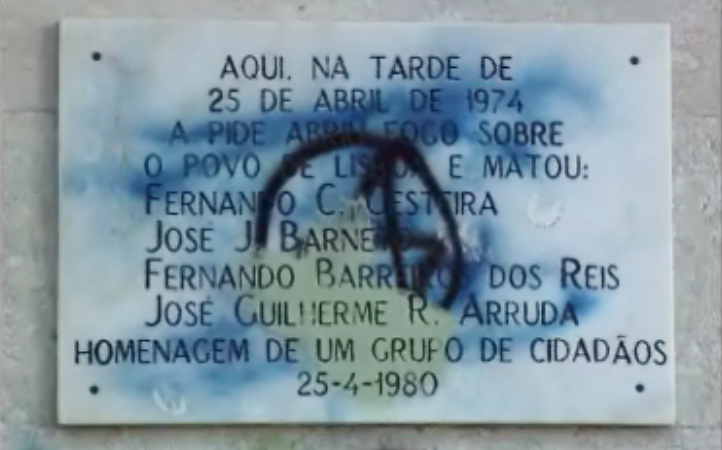 AQUI. NA TARDE DE
25 DE ABRIL DE 1974
A PIDE ABRIU FOGO SOBRE
O POVO DE LISBOA E MATOU:
FERNANDO C. GESTEIRA
JOSÉ J. BARNETO
FERNANDO BARREIROS DOS REIS
JOSÉ GUILHERME R. ARRUDA
HOMENAGEM DE UM GRUPO DE CIDADÃOS
25-4-1980